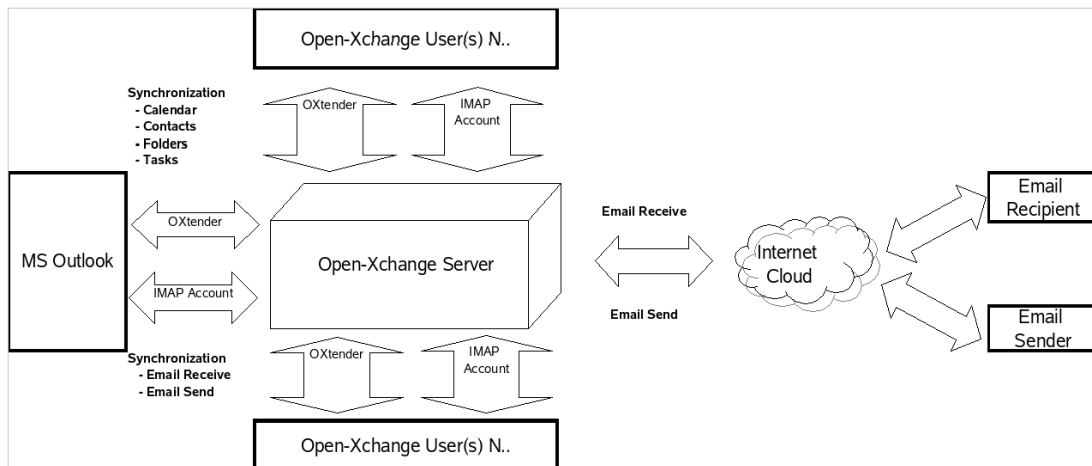 Open-Xchange User(s) N..
Synchronization
- Calendar
- Contacts
- Folders
- Tasks
OXtender
IMAP
Account
MS Outlook
OXtender
IMAP Account
Open-Xchange Server
Email Receive
Email Send
Internet
Cloud
Email
Recipient
Email
Sender
Synchronization
- Email Receive
- Email Send
OXtender
IMAP
Account
Open-Xchange User(s) N..